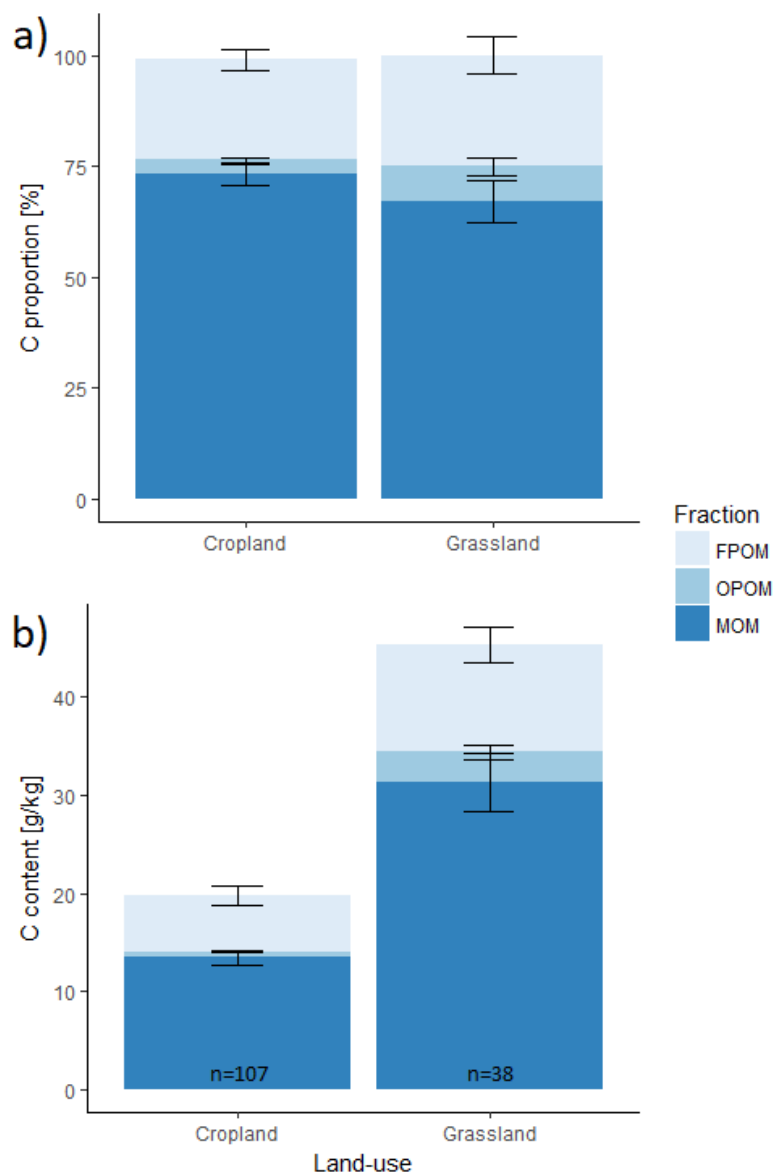 a)
100
75
50
25
0
C proportion [%]
Cropland Grassland
Fraction
FPOM
OPOM
MOM
b)
40
30
20
10
0
C content [g/kg]
n=107 n=38
Cropland Grassland
Land-use